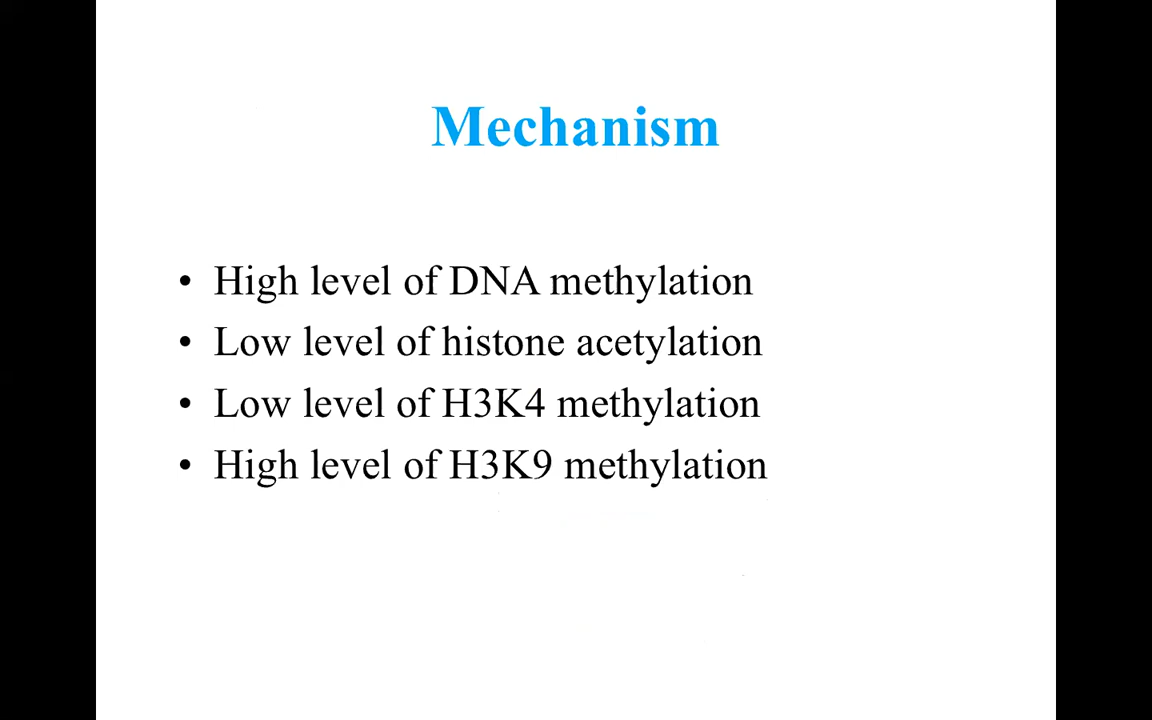 Mechanism
• High level of DNA methylation
• Low level of histone acetylation
• Low level of H3K4 methylation
• High level of H3K9 methylation